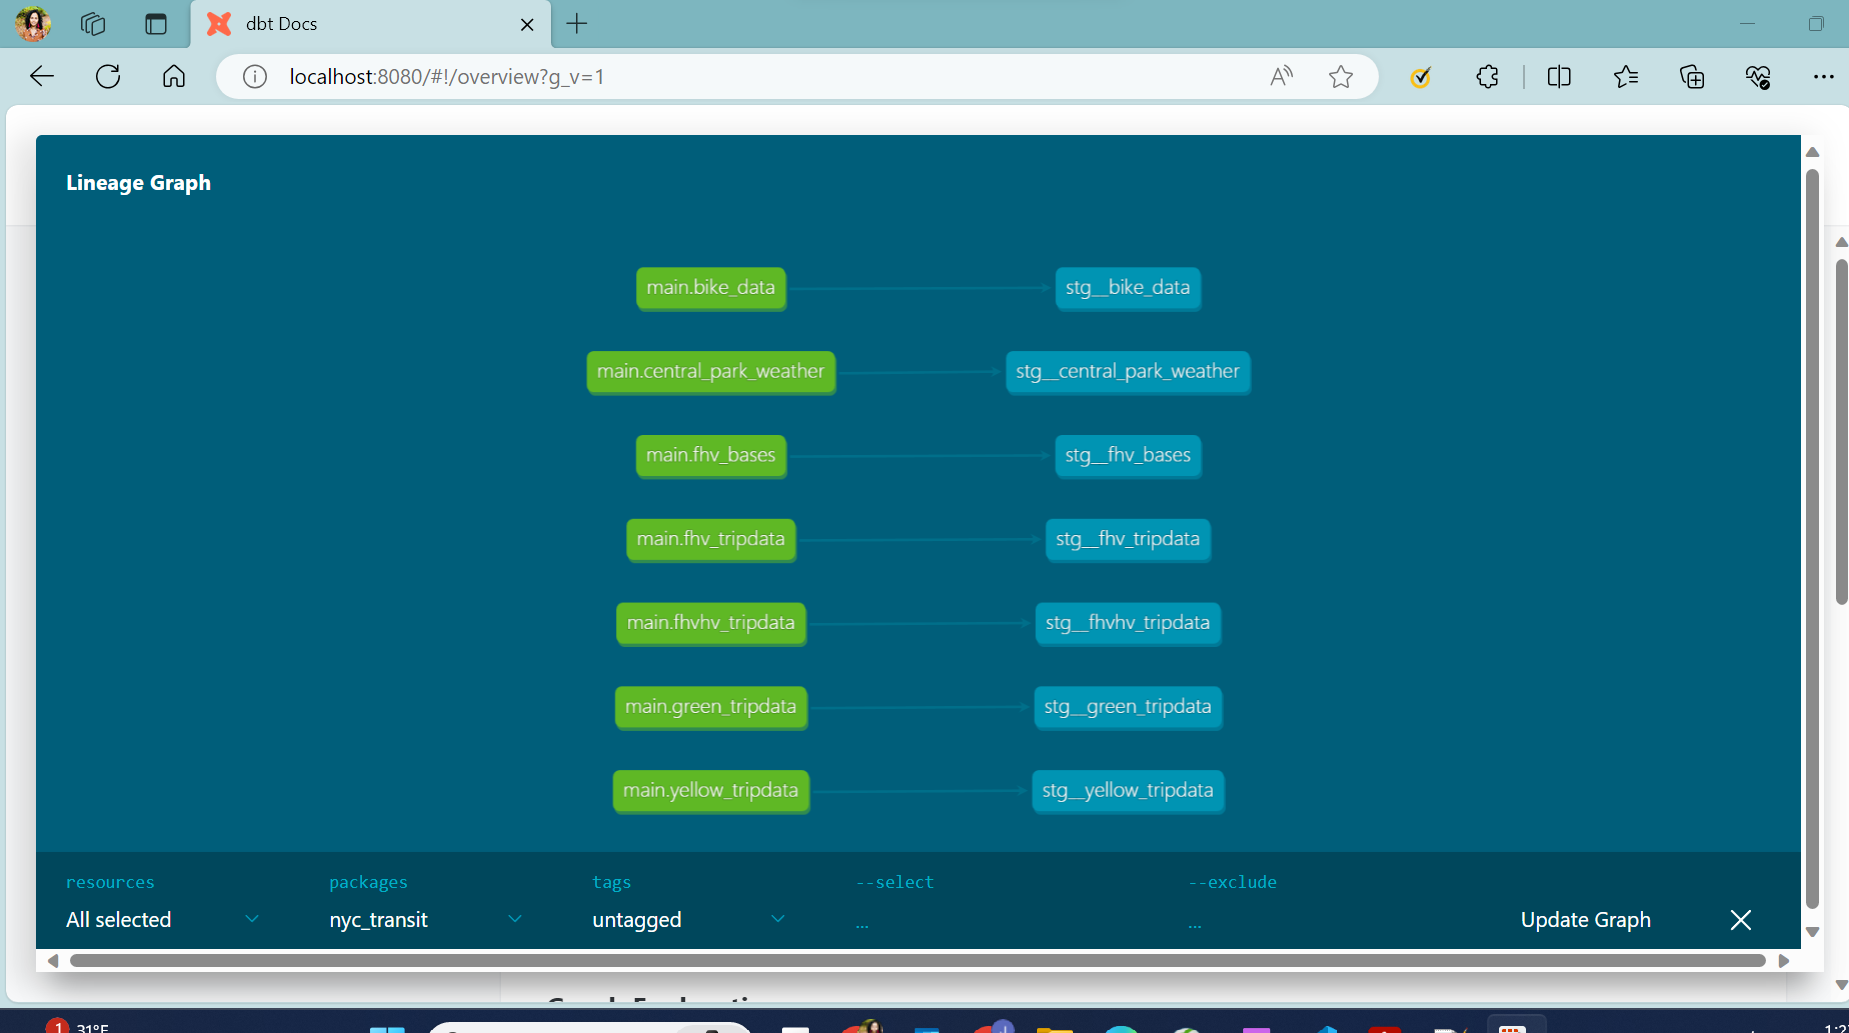 dbt Docs
localhost:8080/#!/overview?g_v=1
Lineage Graph
main.bike_data
stg__bike_data
main.central_park_weather
stg__central_park_weather
main.fhv_bases
stg__fhv_bases
main.fhv_tripdata
stg__fhv_tripdata
main.fhvhv_tripdata
stg__fhvhv_tripdata
main.green_tripdata
stg__green_tripdata
main.yellow_tripdata
stg__yellow_tripdata
resources
packages
tags
--select
--exclude
All selected
nyc_transit
untagged
...
...
Update Graph
1
31°F